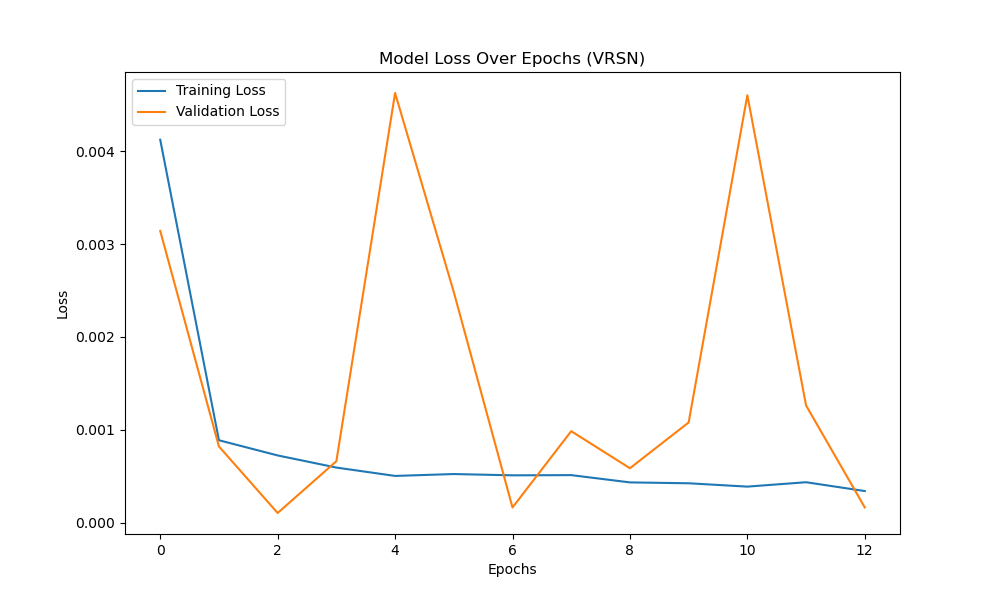 Model Loss Over Epochs (VRSN)
Training Loss
Validation Loss
0.004
0.003
0.002
0.001
0.000
Loss
0 2 4 6 8 10 12
Epochs